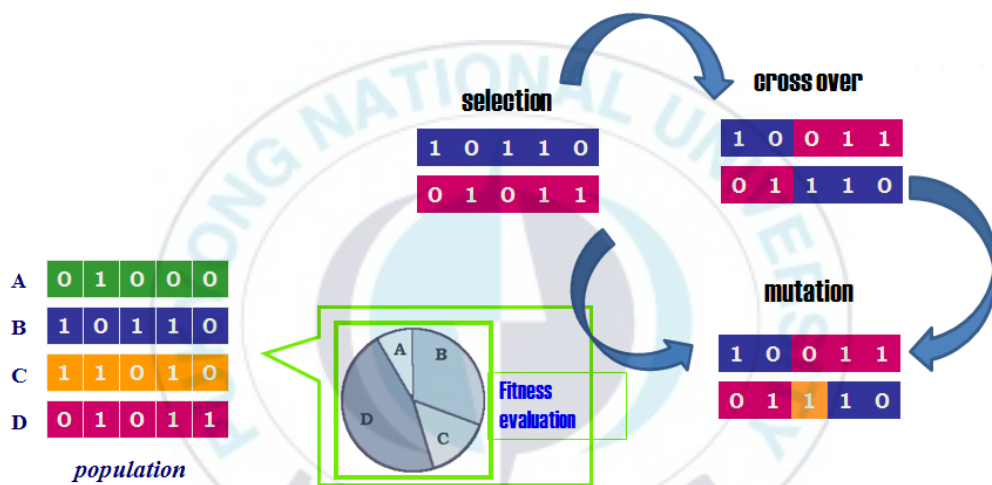 NATIONAL UNIVERSITY
selection
1 0 1 1 0
0 1 0 1 1
cross over
1 0 0 1 1
0 1 1 1 0
mutation
1 0 0 1 1
0 1 1 1 0
A 0 1 0 0 0
B 1 0 1 1 0
C 1 1 0 1 0
D 0 1 0 1 1
population
A
B
D
C
Fitness
evaluation